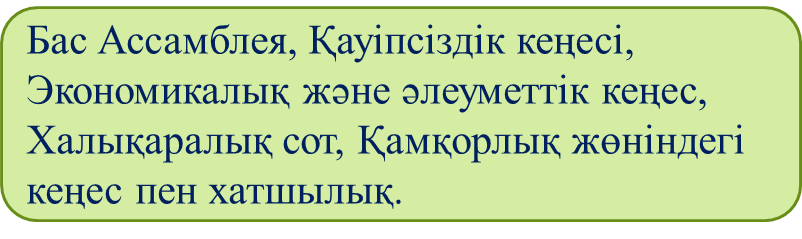 Бас Ассамблея, Қауіпсіздік кеңесі,
Экономикалық және әлеуметтік кеңес,
Халықаралық сот, Қамқорлық жөніндегі
кеңес пен хатшылық.